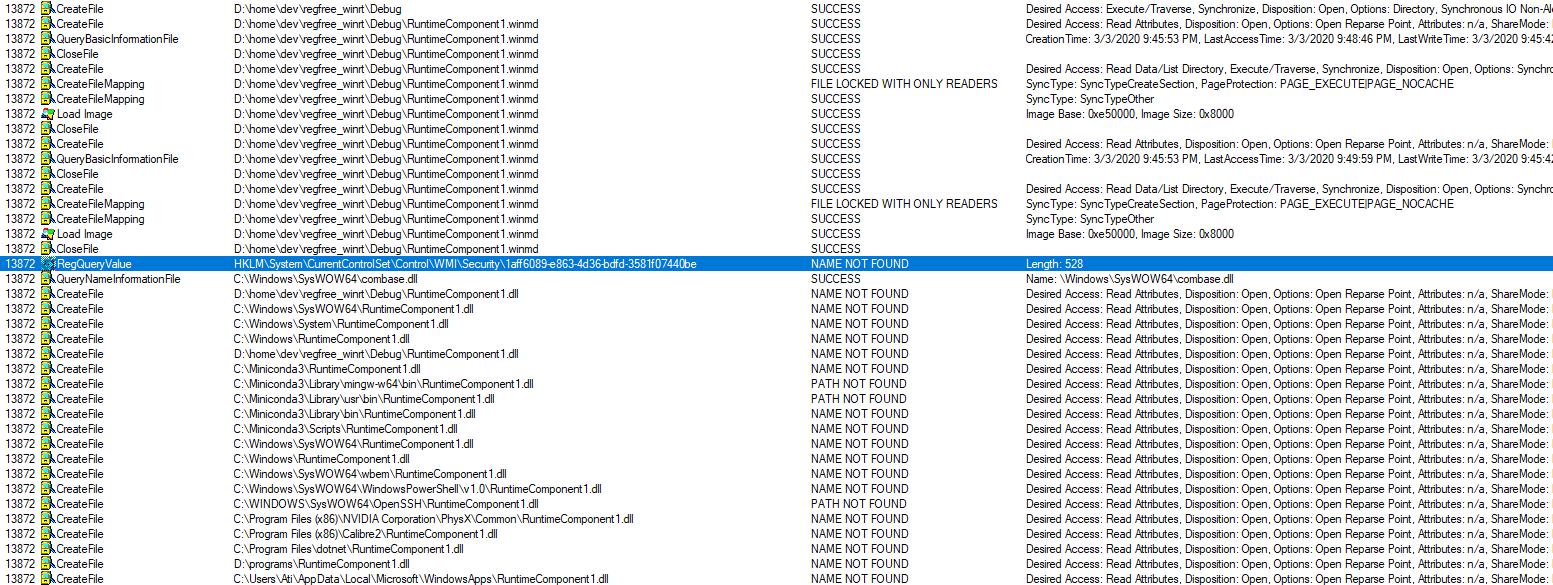 13872 CreateFile D:\home\dev\regfree_winrt\Debug SUCCESS Desired Access: Execute/Traverse, Synchronize, Disposition: Open, Options: Directory, Synchronous IO Non-Al
13872 CreateFile D:\home\dev\regfree_winrt\Debug\RuntimeComponent1.winmd SUCCESS Desired Access: Read Attributes, Disposition: Open, Options: Open Reparse Point, Attributes: n/a, ShareMode:
13872 QueryBasicInformationFile D:\home\dev\regfree_winrt\Debug\RuntimeComponent1.winmd SUCCESS CreationTime: 3/3/2020 9:45:53 PM, LastAccessTime: 3/3/2020 9:48:46 PM, LastWriteTime: 3/3/2020 9:45:42
13872 CloseFile D:\home\dev\regfree_winrt\Debug\RuntimeComponent1.winmd SUCCESS
13872 CreateFile D:\home\dev\regfree_winrt\Debug\RuntimeComponent1.winmd SUCCESS Desired Access: Read Data/List Directory, Execute/Traverse, Synchronize, Disposition: Open, Options: Synchro
13872 CreateFileMapping D:\home\dev\regfree_winrt\Debug\RuntimeComponent1.winmd FILE LOCKED WITH ONLY READERS SyncType: SyncTypeCreateSection, PageProtection: PAGE_EXECUTE|PAGE_NOCACHE
13872 CreateFileMapping D:\home\dev\regfree_winrt\Debug\RuntimeComponent1.winmd SUCCESS SyncType: SyncTypeOther
13872 Load Image D:\home\dev\regfree_winrt\Debug\RuntimeComponent1.winmd SUCCESS Image Base: 0xe50000, Image Size: 0x8000
13872 CloseFile D:\home\dev\regfree_winrt\Debug\RuntimeComponent1.winmd SUCCESS
13872 CreateFile D:\home\dev\regfree_winrt\Debug\RuntimeComponent1.winmd SUCCESS Desired Access: Read Attributes, Disposition: Open, Options: Open Reparse Point, Attributes: n/a, ShareMode:
13872 QueryBasicInformationFile D:\home\dev\regfree_winrt\Debug\RuntimeComponent1.winmd SUCCESS CreationTime: 3/3/2020 9:45:53 PM, LastAccessTime: 3/3/2020 9:49:59 PM, LastWriteTime: 3/3/2020 9:45:42
13872 CloseFile D:\home\dev\regfree_winrt\Debug\RuntimeComponent1.winmd SUCCESS
13872 CreateFile D:\home\dev\regfree_winrt\Debug\RuntimeComponent1.winmd SUCCESS Desired Access: Read Data/List Directory, Execute/Traverse, Synchronize, Disposition: Open, Options: Synchro
13872 CreateFileMapping D:\home\dev\regfree_winrt\Debug\RuntimeComponent1.winmd FILE LOCKED WITH ONLY READERS SyncType: SyncTypeCreateSection, PageProtection: PAGE_EXECUTE|PAGE_NOCACHE
13872 CreateFileMapping D:\home\dev\regfree_winrt\Debug\RuntimeComponent1.winmd SUCCESS SyncType: SyncTypeOther
13872 Load Image D:\home\dev\regfree_winrt\Debug\RuntimeComponent1.winmd SUCCESS Image Base: 0xe50000, Image Size: 0x8000
13872 CloseFile D:\home\dev\regfree_winrt\Debug\RuntimeComponent1.winmd SUCCESS
13872 RegQueryValue HKLM\System\CurrentControlSet\Control\WMI\Security\1aff6089-e863-4d36-bdfd-3581f07440be NAME NOT FOUND Length: 528
13872 QueryNameInformationFile C:\Windows\SysWOW64\combase.dll SUCCESS Name: \Windows\SysWOW64\combase.dll
13872 CreateFile D:\home\dev\regfree_winrt\Debug\RuntimeComponent1.dll NAME NOT FOUND Desired Access: Read Attributes, Disposition: Open, Options: Open Reparse Point, Attributes: n/a, ShareMode:
13872 CreateFile C:\Windows\SysWOW64\RuntimeComponent1.dll NAME NOT FOUND Desired Access: Read Attributes, Disposition: Open, Options: Open Reparse Point, Attributes: n/a, ShareMode:
13872 CreateFile C:\Windows\System\RuntimeComponent1.dll NAME NOT FOUND Desired Access: Read Attributes, Disposition: Open, Options: Open Reparse Point, Attributes: n/a, ShareMode:
13872 CreateFile C:\Windows\RuntimeComponent1.dll NAME NOT FOUND Desired Access: Read Attributes, Disposition: Open, Options: Open Reparse Point, Attributes: n/a, ShareMode:
13872 CreateFile D:\home\dev\regfree_winrt\Debug\RuntimeComponent1.dll NAME NOT FOUND Desired Access: Read Attributes, Disposition: Open, Options: Open Reparse Point, Attributes: n/a, ShareMode:
13872 CreateFile C:\Miniconda3\RuntimeComponent1.dll NAME NOT FOUND Desired Access: Read Attributes, Disposition: Open, Options: Open Reparse Point, Attributes: n/a, ShareMode:
13872 CreateFile C:\Miniconda3\Library\mingw-w64\bin\RuntimeComponent1.dll PATH NOT FOUND Desired Access: Read Attributes, Disposition: Open, Options: Open Reparse Point, Attributes: n/a, ShareMode:
13872 CreateFile C:\Miniconda3\Library\usr\bin\RuntimeComponent1.dll PATH NOT FOUND Desired Access: Read Attributes, Disposition: Open, Options: Open Reparse Point, Attributes: n/a, ShareMode:
13872 CreateFile C:\Miniconda3\Library\bin\RuntimeComponent1.dll NAME NOT FOUND Desired Access: Read Attributes, Disposition: Open, Options: Open Reparse Point, Attributes: n/a, ShareMode:
13872 CreateFile C:\Miniconda3\Scripts\RuntimeComponent1.dll NAME NOT FOUND Desired Access: Read Attributes, Disposition: Open, Options: Open Reparse Point, Attributes: n/a, ShareMode:
13872 CreateFile C:\Windows\SysWOW64\RuntimeComponent1.dll NAME NOT FOUND Desired Access: Read Attributes, Disposition: Open, Options: Open Reparse Point, Attributes: n/a, ShareMode:
13872 CreateFile C:\Windows\RuntimeComponent1.dll NAME NOT FOUND Desired Access: Read Attributes, Disposition: Open, Options: Open Reparse Point, Attributes: n/a, ShareMode:
13872 CreateFile C:\Windows\SysWOW64\wbem\RuntimeComponent1.dll NAME NOT FOUND Desired Access: Read Attributes, Disposition: Open, Options: Open Reparse Point, Attributes: n/a, ShareMode:
13872 CreateFile C:\Windows\SysWOW64\WindowsPowerShell\v1.0\RuntimeComponent1.dll NAME NOT FOUND Desired Access: Read Attributes, Disposition: Open, Options: Open Reparse Point, Attributes: n/a, ShareMode:
13872 CreateFile C:\WINDOWS\SysWOW64\OpenSSH\RuntimeComponent1.dll PATH NOT FOUND Desired Access: Read Attributes, Disposition: Open, Options: Open Reparse Point, Attributes: n/a, ShareMode:
13872 CreateFile C:\Program Files (x86)\NVIDIA Corporation\PhysX\Common\RuntimeComponent1.dll NAME NOT FOUND Desired Access: Read Attributes, Disposition: Open, Options: Open Reparse Point, Attributes: n/a, ShareMode:
13872 CreateFile C:\Program Files (x86)\Calibre2\RuntimeComponent1.dll NAME NOT FOUND Desired Access: Read Attributes, Disposition: Open, Options: Open Reparse Point, Attributes: n/a, ShareMode:
13872 CreateFile C:\Program Files\dotnet\RuntimeComponent1.dll NAME NOT FOUND Desired Access: Read Attributes, Disposition: Open, Options: Open Reparse Point, Attributes: n/a, ShareMode:
13872 CreateFile D:\programs\RuntimeComponent1.dll NAME NOT FOUND Desired Access: Read Attributes, Disposition: Open, Options: Open Reparse Point, Attributes: n/a, ShareMode:
13872 CreateFile C:\Users\Ati\AppData\Local\Microsoft\WindowsApps\RuntimeComponent1.dll NAME NOT FOUND Desired Access: Read Attributes, Disposition: Open, Options: Open Reparse Point, Attributes: n/a, ShareMode: